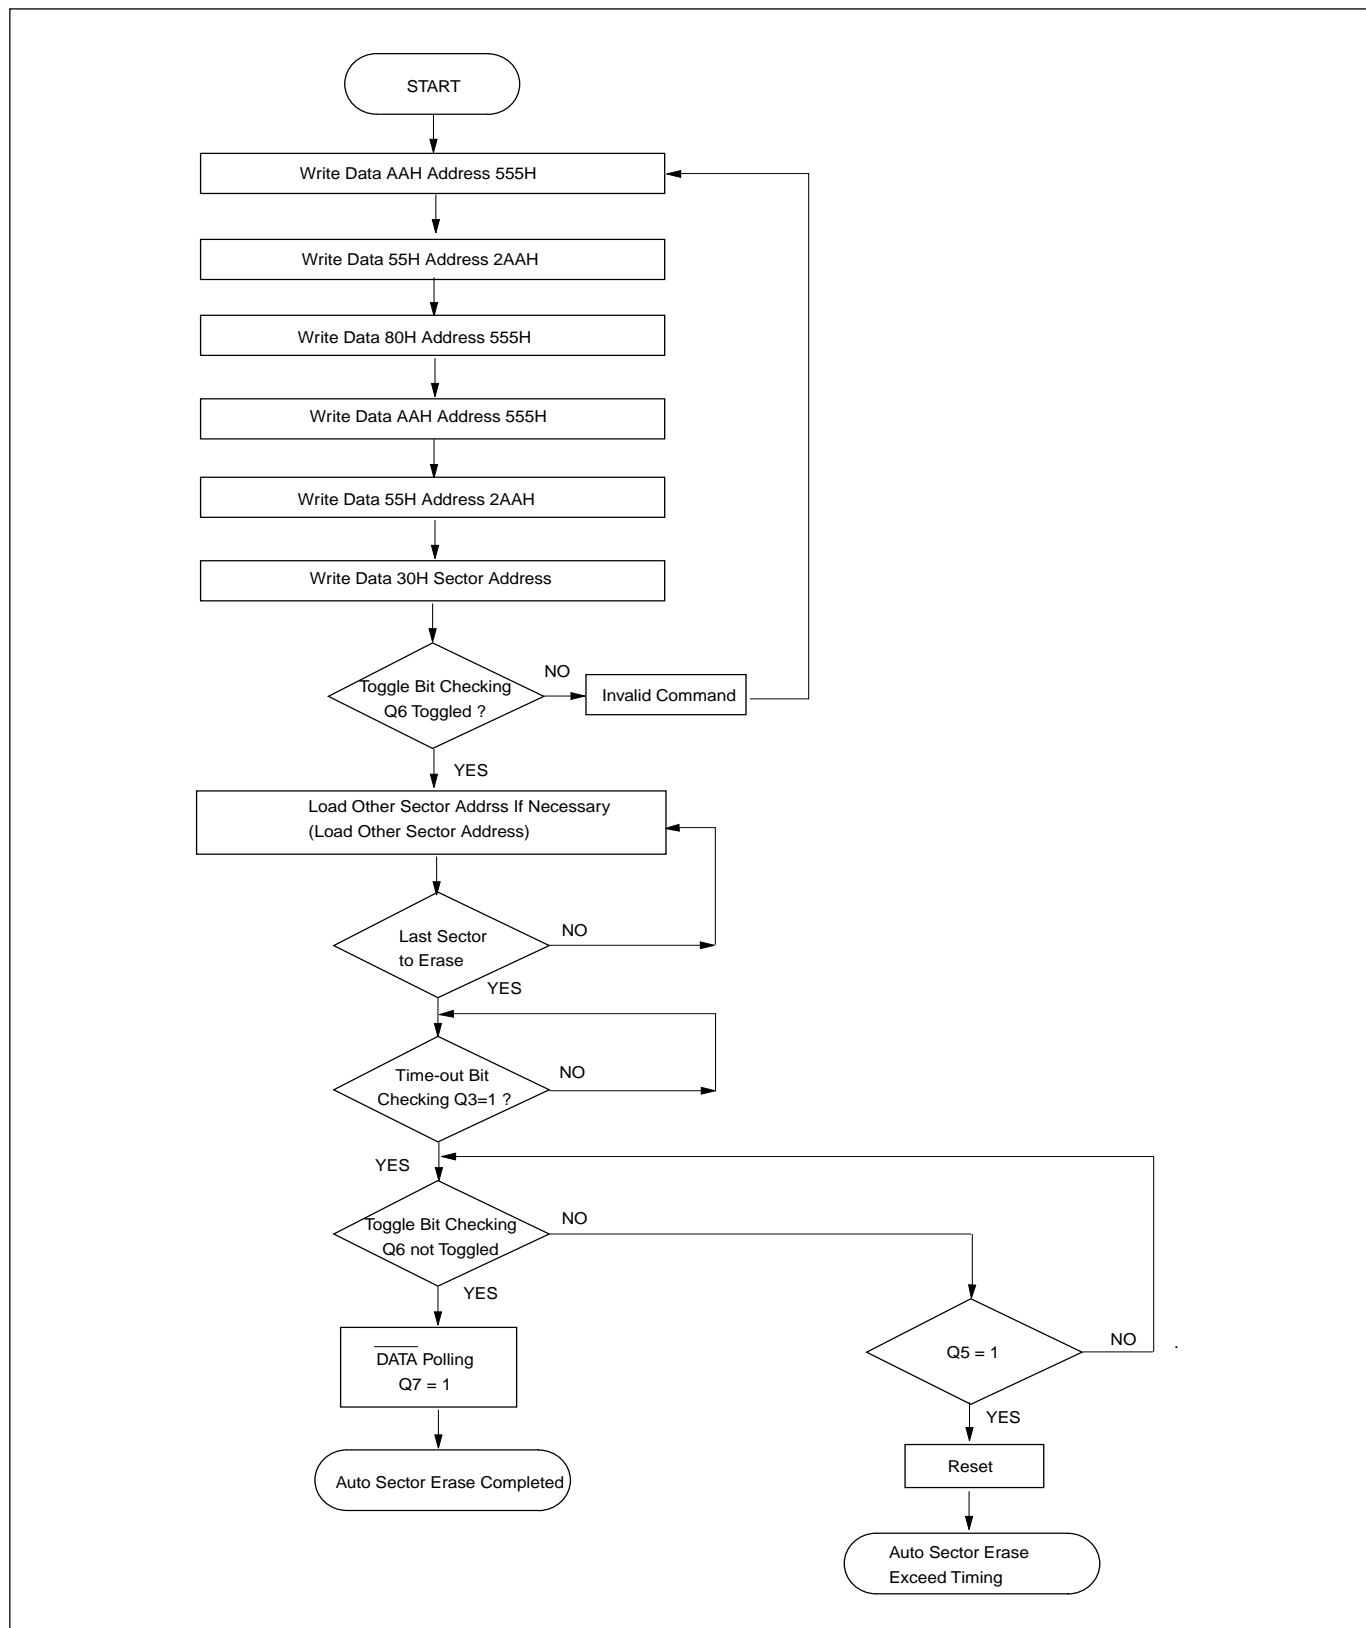 START
Write Data AAH Address 555H
Write Data 55H Address 2AAH
Write Data 80H Address 555H
Write Data AAH Address 555H
Write Data 55H Address 2AAH
Write Data 30H Sector Address
Toggle Bit Checking
Q6 Toggled ?
NO
Invalid Command
YES
Load Other Sector Addrss If Necessary
(Load Other Sector Address)
Last Sector
to Erase
NO
YES
Time-out Bit
Checking Q3=1 ?
NO
YES
Toggle Bit Checking
Q6 not Toggled
NO
YES
DATA Polling
Q7 = 1
Q5 = 1
NO
YES
Auto Sector Erase Completed
Reset
Auto Sector Erase
Exceed Timing